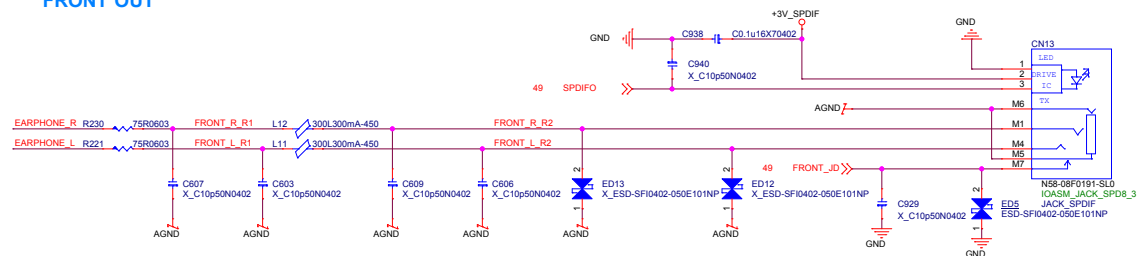 FRONT OUT
+3V_SPDIF
GND
C938
C0.1u16X70402
GND
CN13
C940
X_C10p50N0402
1
2
3
LED
DRIVE
IC
TX
49 SPDIFO
AGND
M6
M1
M4
M5
M7
EARPHONE_R R230 75R0603 FRONT_R_R1 L12 300L300mA-450 FRONT_R_R2
EARPHONE_L R221 75R0603 FRONT_L_R1 L11 300L300mA-450 FRONT_L_R2
49 FRONT_JD
C607
X_C10p50N0402
C603
X_C10p50N0402
C609
X_C10p50N0402
C606
X_C10p50N0402
2
ED13
X_ESD-SFI0402-050E101NP
1
2
ED12
X_ESD-SFI0402-050E101NP
1
C929
X_C10p50N0402
2
ED5
ESD-SFI0402-050E101NP
1
N58-08F0191-SL0
IOASM_JACK_SPD8_3
JACK_SPDIF
AGND
AGND
AGND
AGND
AGND
AGND
GND
GND